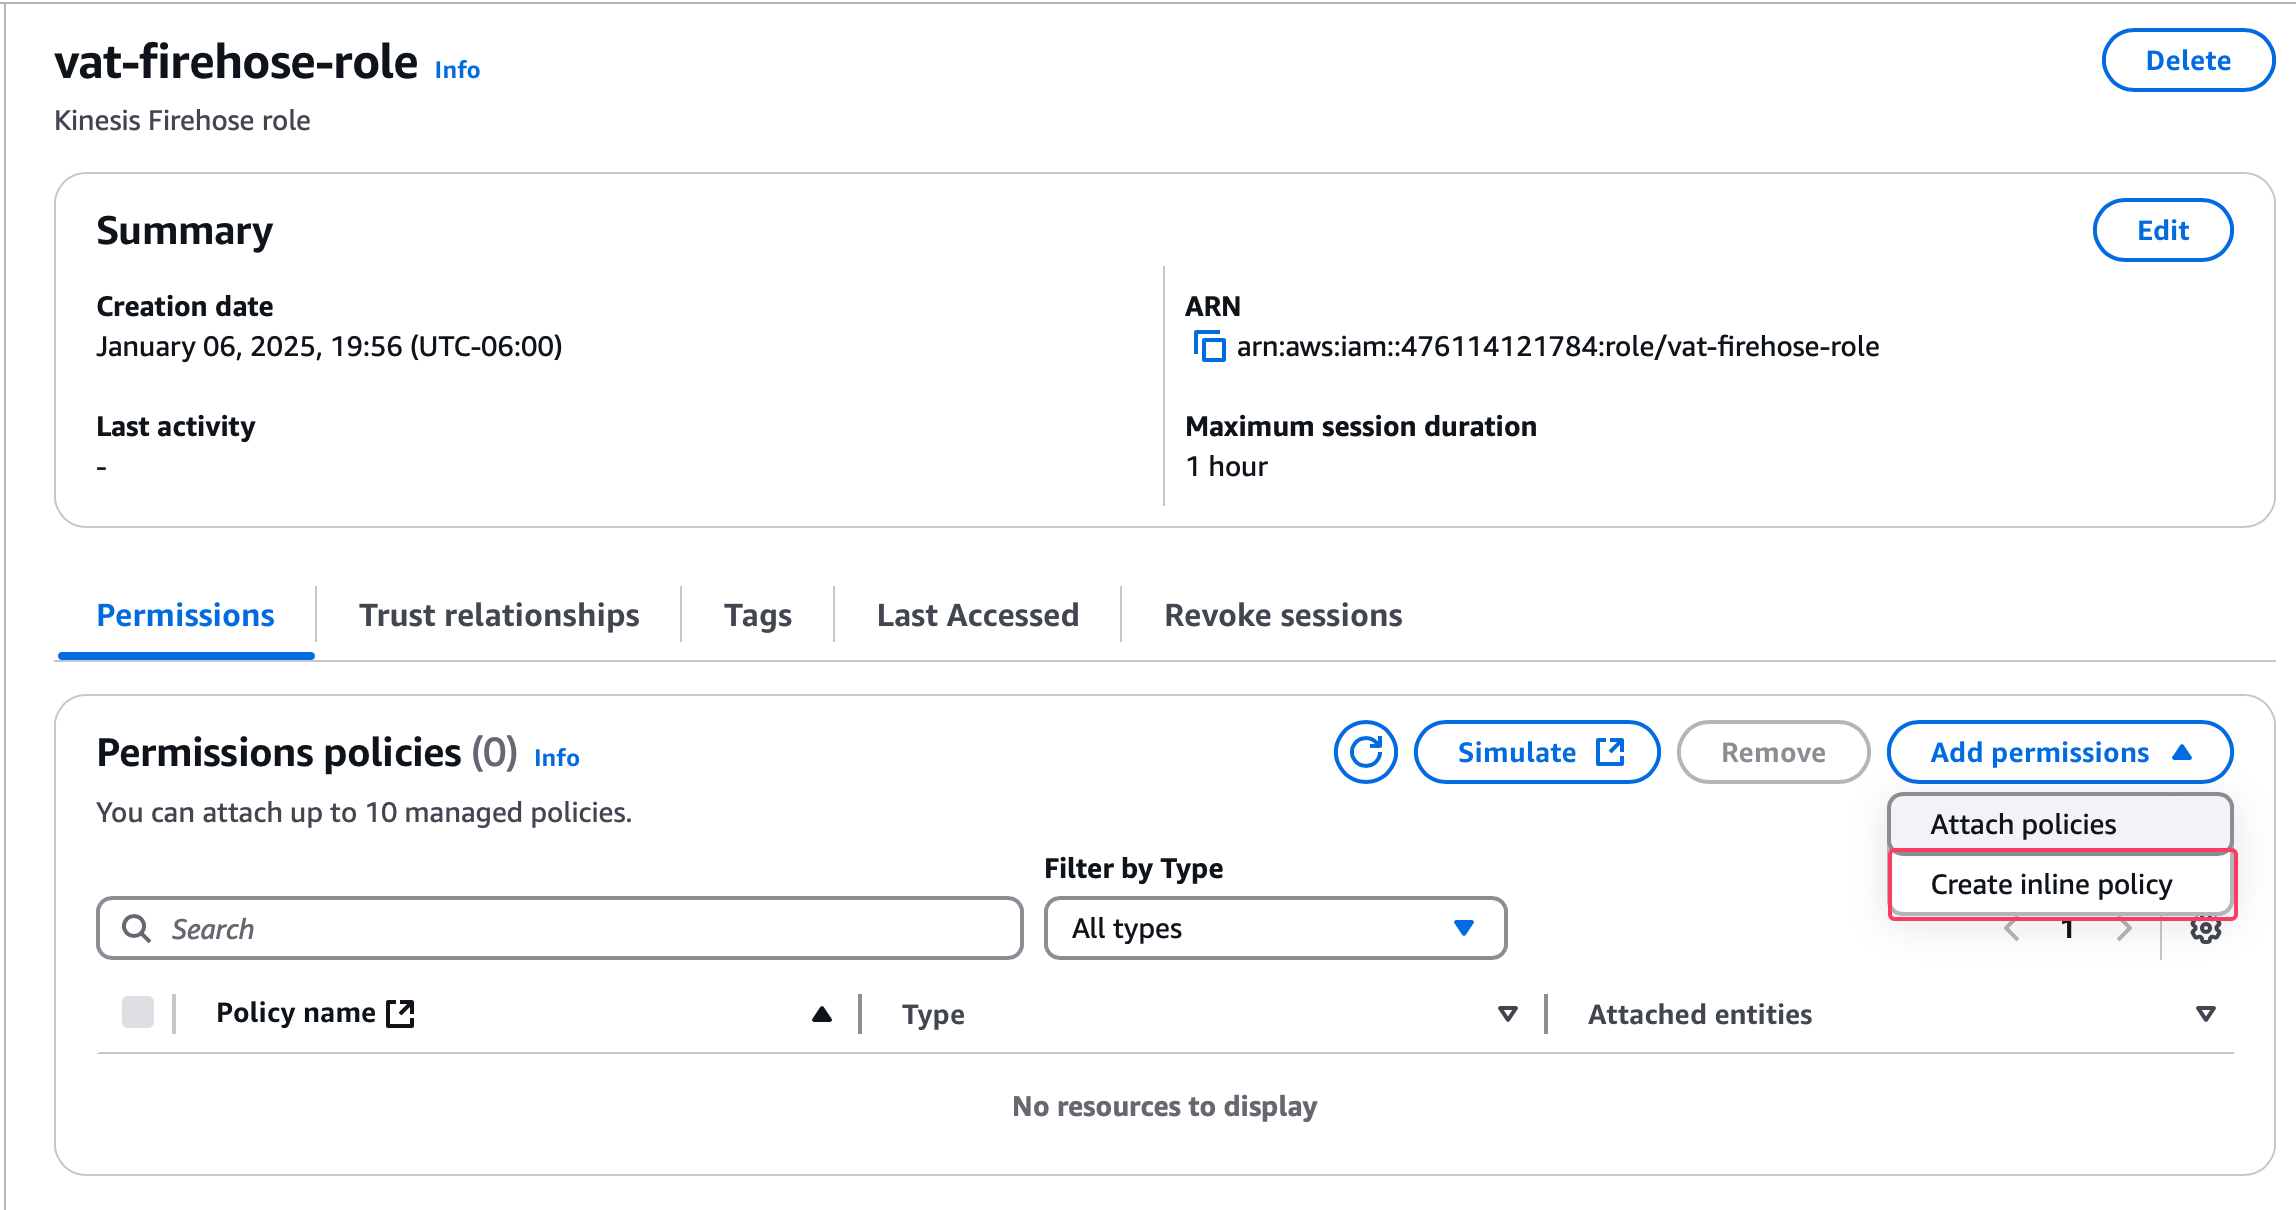 vat-firehose-role Info
Delete
Kinesis Firehose role
Summary
Edit
Creation date
January 06, 2025, 19:56 (UTC-06:00)
ARN
arn:aws:iam::476114121784:role/vat-firehose-role
Last activity
-
Maximum session duration
1 hour
Permissions
Trust relationships
Tags
Last Accessed
Revoke sessions
Permissions policies (0) Info
Simulate
Remove
Add permissions
You can attach up to 10 managed policies.
Attach policies
Create inline policy
Filter by Type
Search
All types
1
Policy name
Type
Attached entities
No resources to display